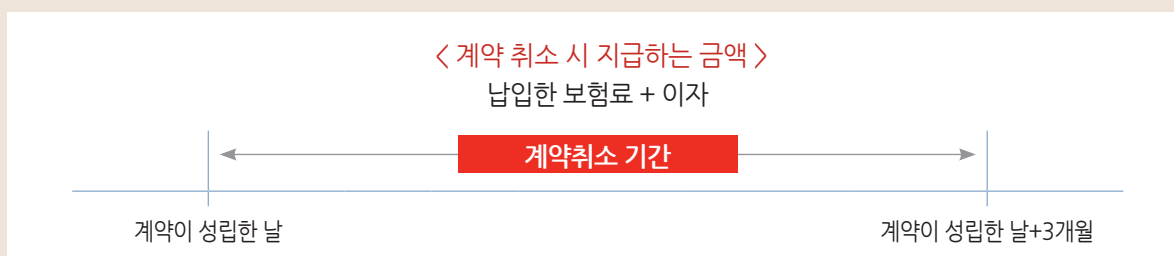 < 계약 취소 시 지급하는 금액 >
납입한 보험료 + 이자
계약취소 기간
계약이 성립한 날
계약이 성립한 날+3개월